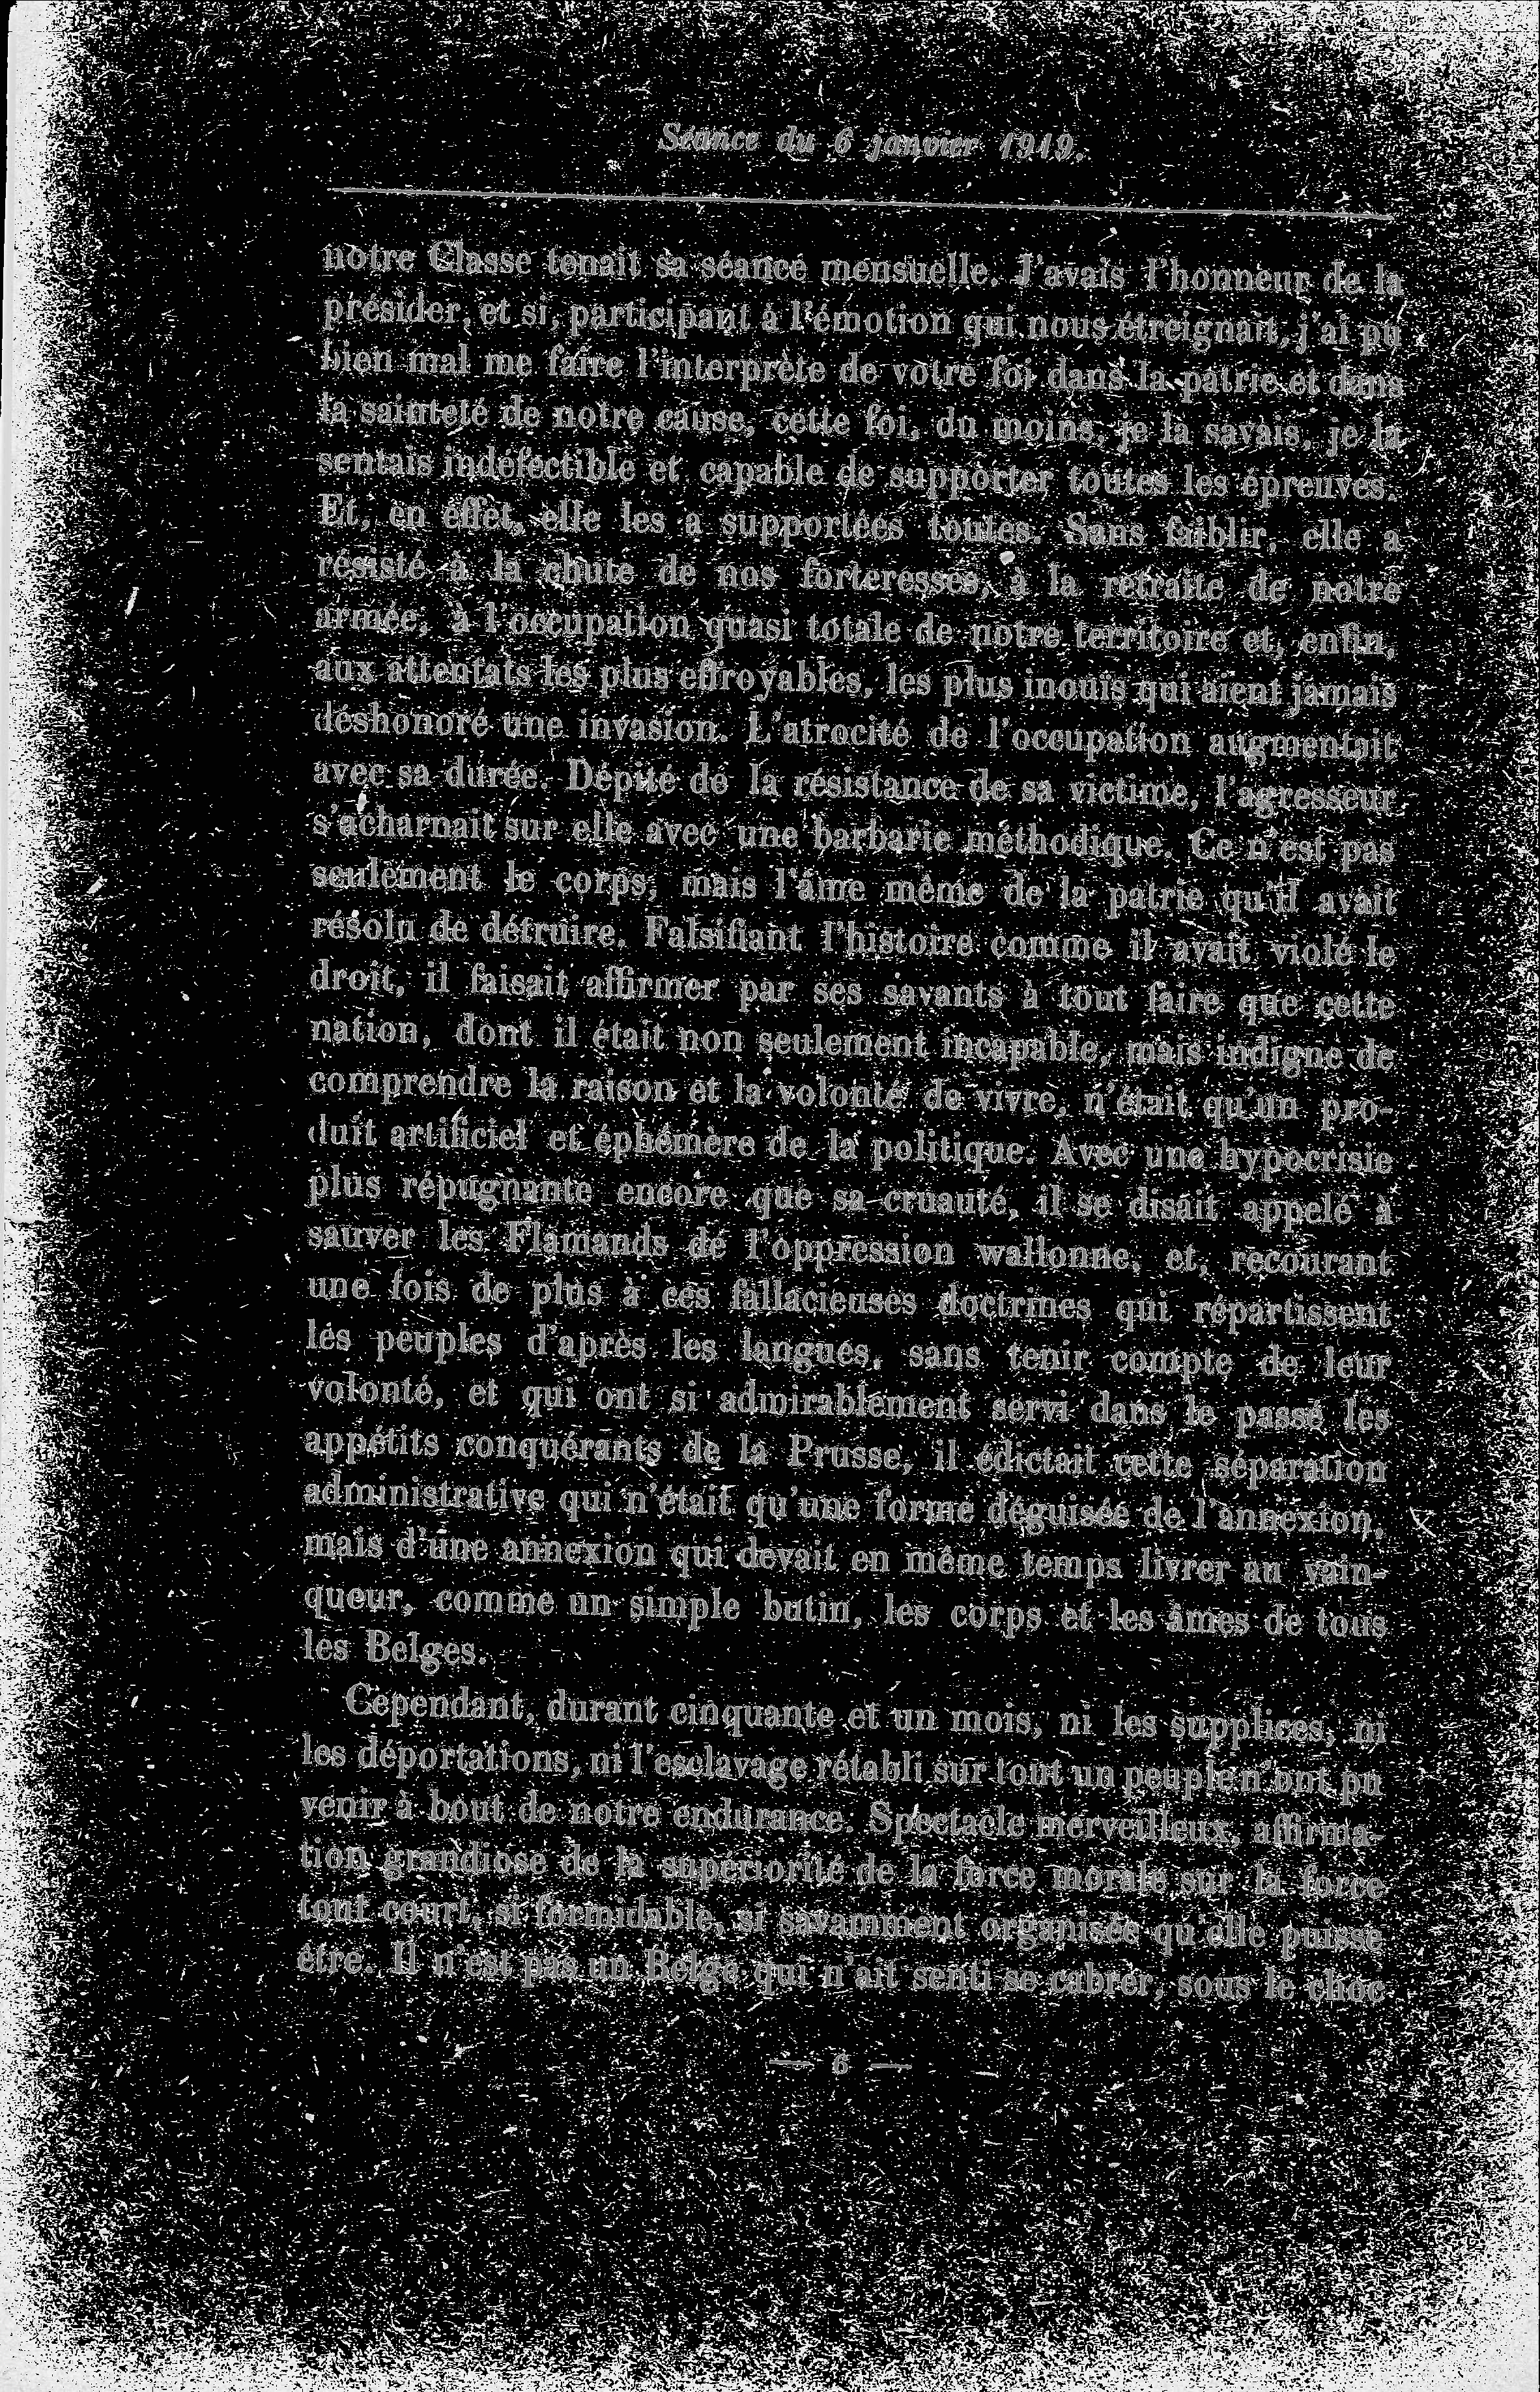 Séance du 6 janvier 1919.
notre Classe tenait sa séance mensuelle. J'avais l'honneur de la
présider, et si, participant à l'émotion qui nous étreignait, j'ai pu
bien mal me faire l'interprète de votre foi dans la patrie et dans
la sainteté de notre cause, cette foi, du moins, je la savais, je la
sentais indéfectible et capable de supporter toutes les épreuves.
Et, en effet, elle les a supportées toutes. Sans faiblir, elle a
résisté à la chute de nos forteresses, à la retraite de notre
armée, à l'occupation quasi totale de notre territoire et, enfin,
aux attentats les plus effroyables, les plus inouïs qui aient jamais
déshonoré une invasion. L'atrocité de l'occupation augmentait
avec sa durée. Dépité de la résistance de sa victime, l'agresseur
s'acharnait sur elle avec une barbarie méthodique. Ce n'est pas
seulement le corps, mais l'âme même de la patrie qu'il avait
résolu de détruire. Falsifiant l'histoire comme il avait violé le
droit, il faisait affirmer par ses savants à tout faire que cette
nation, dont il était non seulement incapable, mais indigne de
comprendre la raison et la volonté de vivre, n'était qu'un pro-
duit artificiel et éphémère de la politique. Avec une hypocrisie
plus répugnante encore que sa cruauté, il se disait appelé à
sauver les Flamands de l'oppression wallonne, et, recourant
une fois de plus à ces fallacieuses doctrines qui répartissent
les peuples d'après les langues, sans tenir compte de leur
volonté, et qui ont si admirablement servi dans le passé les
appétits conquérants de la Prusse, il édictait cette séparation
administrative qui n'était qu'une forme déguisée de l'annexion,
mais d'une annexion qui devait en même temps livrer au vain-
queur, comme un simple butin, les corps et les âmes de tous
les Belges.
Cependant, durant cinquante et un mois, ni les supplices, ni
les déportations, ni l'esclavage rétabli sur tout un peuple n'ont pu
venir à bout de notre endurance. Spectacle merveilleux, affirma-
tion grandiose de la supériorité de la force morale sur la force
tout court, si formidable, si savamment organisée qu'elle puisse
être. Il n'est pas un Belge qui n'ait senti se cabrer, sous le choc
— 6 —